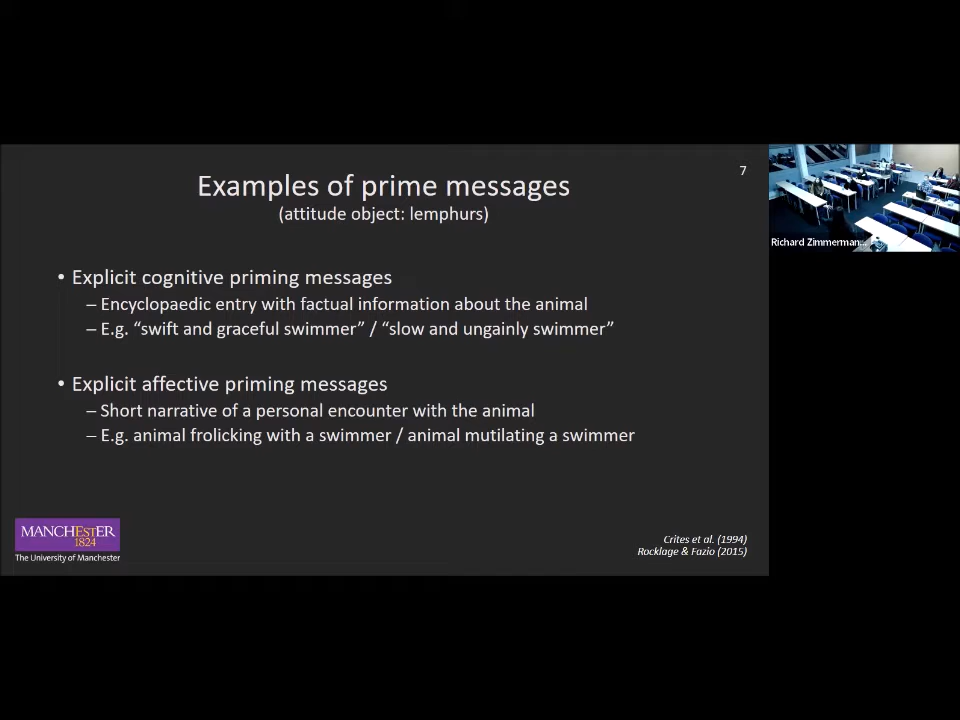 7
Examples of prime messages
(attitude object: lemphurs)
Richard Zimmerman...
• Explicit cognitive priming messages
– Encyclopaedic entry with factual information about the animal
– E.g. “swift and graceful swimmer” / “slow and ungainly swimmer”
• Explicit affective priming messages
– Short narrative of a personal encounter with the animal
– E.g. animal frolicking with a swimmer / animal mutilating a swimmer
MANCHESTER
1824
The University of Manchester
Crites et al. (1994)
Rocklage & Fazio (2015)